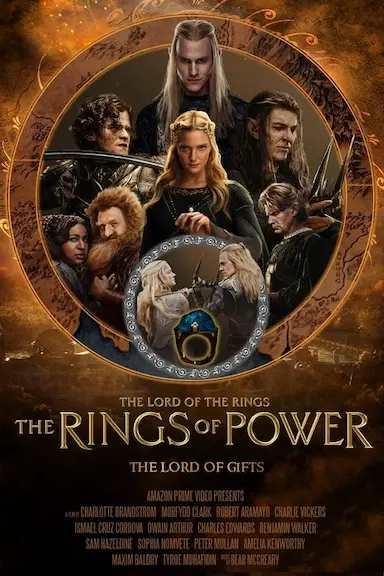 THE LORD OF THE RINGS
THE RINGS OF POWER
THE LORD OF GIFTS
AMAZON PRIME VIDEO PRESENTS
A FILM BY CHARLOTTE BRANDSTROM MORFYDD CLARK ROBERT ARAMAYO CHARLIE VICKERS
ISMAEL CRUZ CORDOVA OWAIN ARTHUR CHARLES EDWARDS BENJAMIN WALKER
SAM HAZELDINE SOPHIA NOMVETE PETER MULLAN AMELIA KENWORTHY
MAXIM BALDRY TYROE MUHAFIDIN BEAR MCCREARY